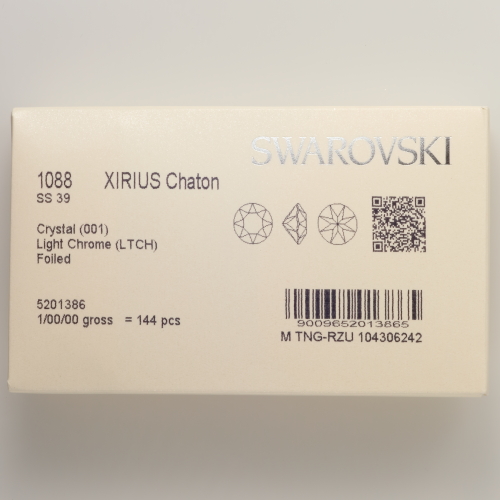 SWAROVSKI
1088 XIRIUS Chaton
SS 39
Crystal (001)
Light Chrome (LTCH)
Foiled
5201386
1/00/00 gross = 144 pcs
9009652013865
M TNG-RZU 104306242